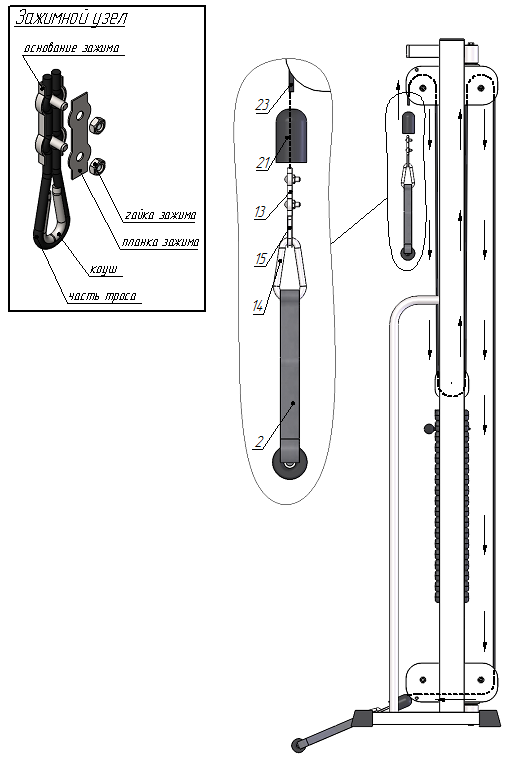 Зажимной узел
основание зажима
гайка зажима
планка зажима
коуш
часть троса
23
21
13
15
14
2